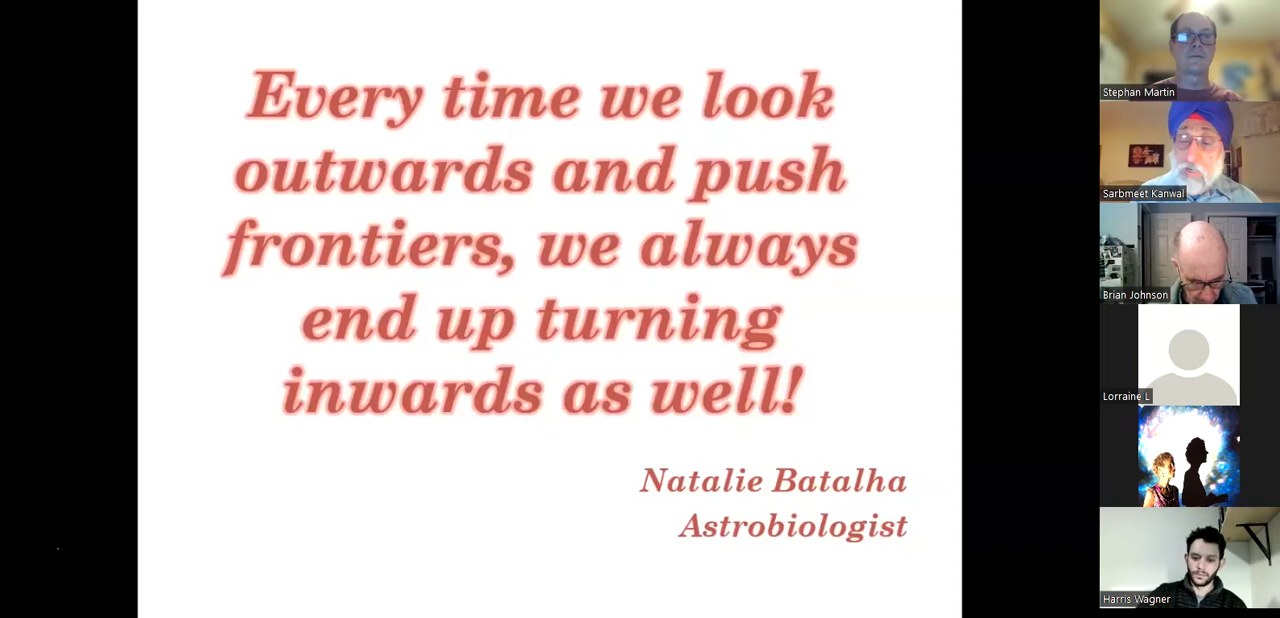 Every time we look
outwards and push
frontiers, we always
end up turning
inwards as well!
Natalie Batalha
Astrobiologist
Stephan Martin
Sarbmeet Kanwal
Brian Johnson
Lorraine L
Harris Wagner